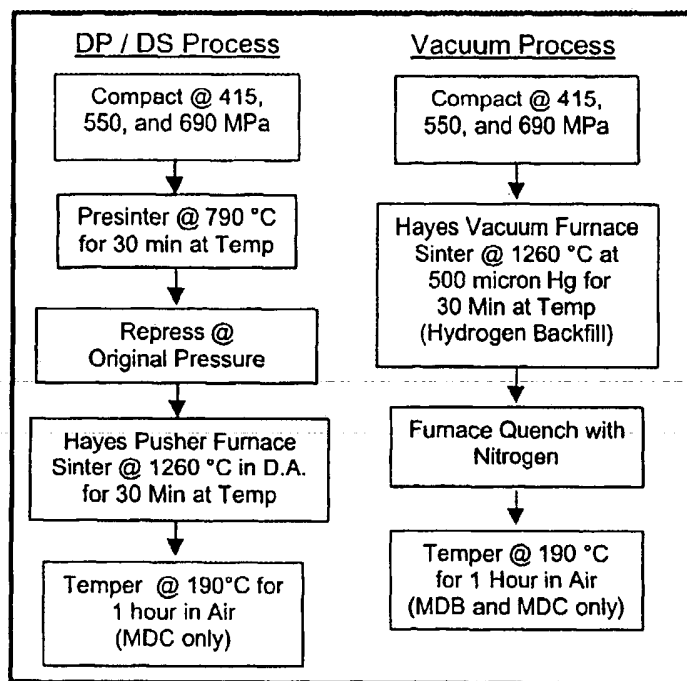 DP / DS Process
Compact @ 415,
550, and 690 MPa
Presinter @ 790 °C
for 30 min at Temp
Repress @
Original Pressure
Hayes Pusher Furnace
Sinter @ 1260 °C in D.A.
for 30 Min at Temp
Temper @ 190°C for
1 hour in Air
(MDC only)
Vacuum Process
Compact @ 415,
550, and 690 MPa
Hayes Vacuum Furnace
Sinter @ 1260 °C at
500 micron Hg for
30 Min at Temp
(Hydrogen Backfill)
Furnace Quench with
Nitrogen
Temper @ 190 °C
for 1 Hour in Air
(MDB and MDC only)